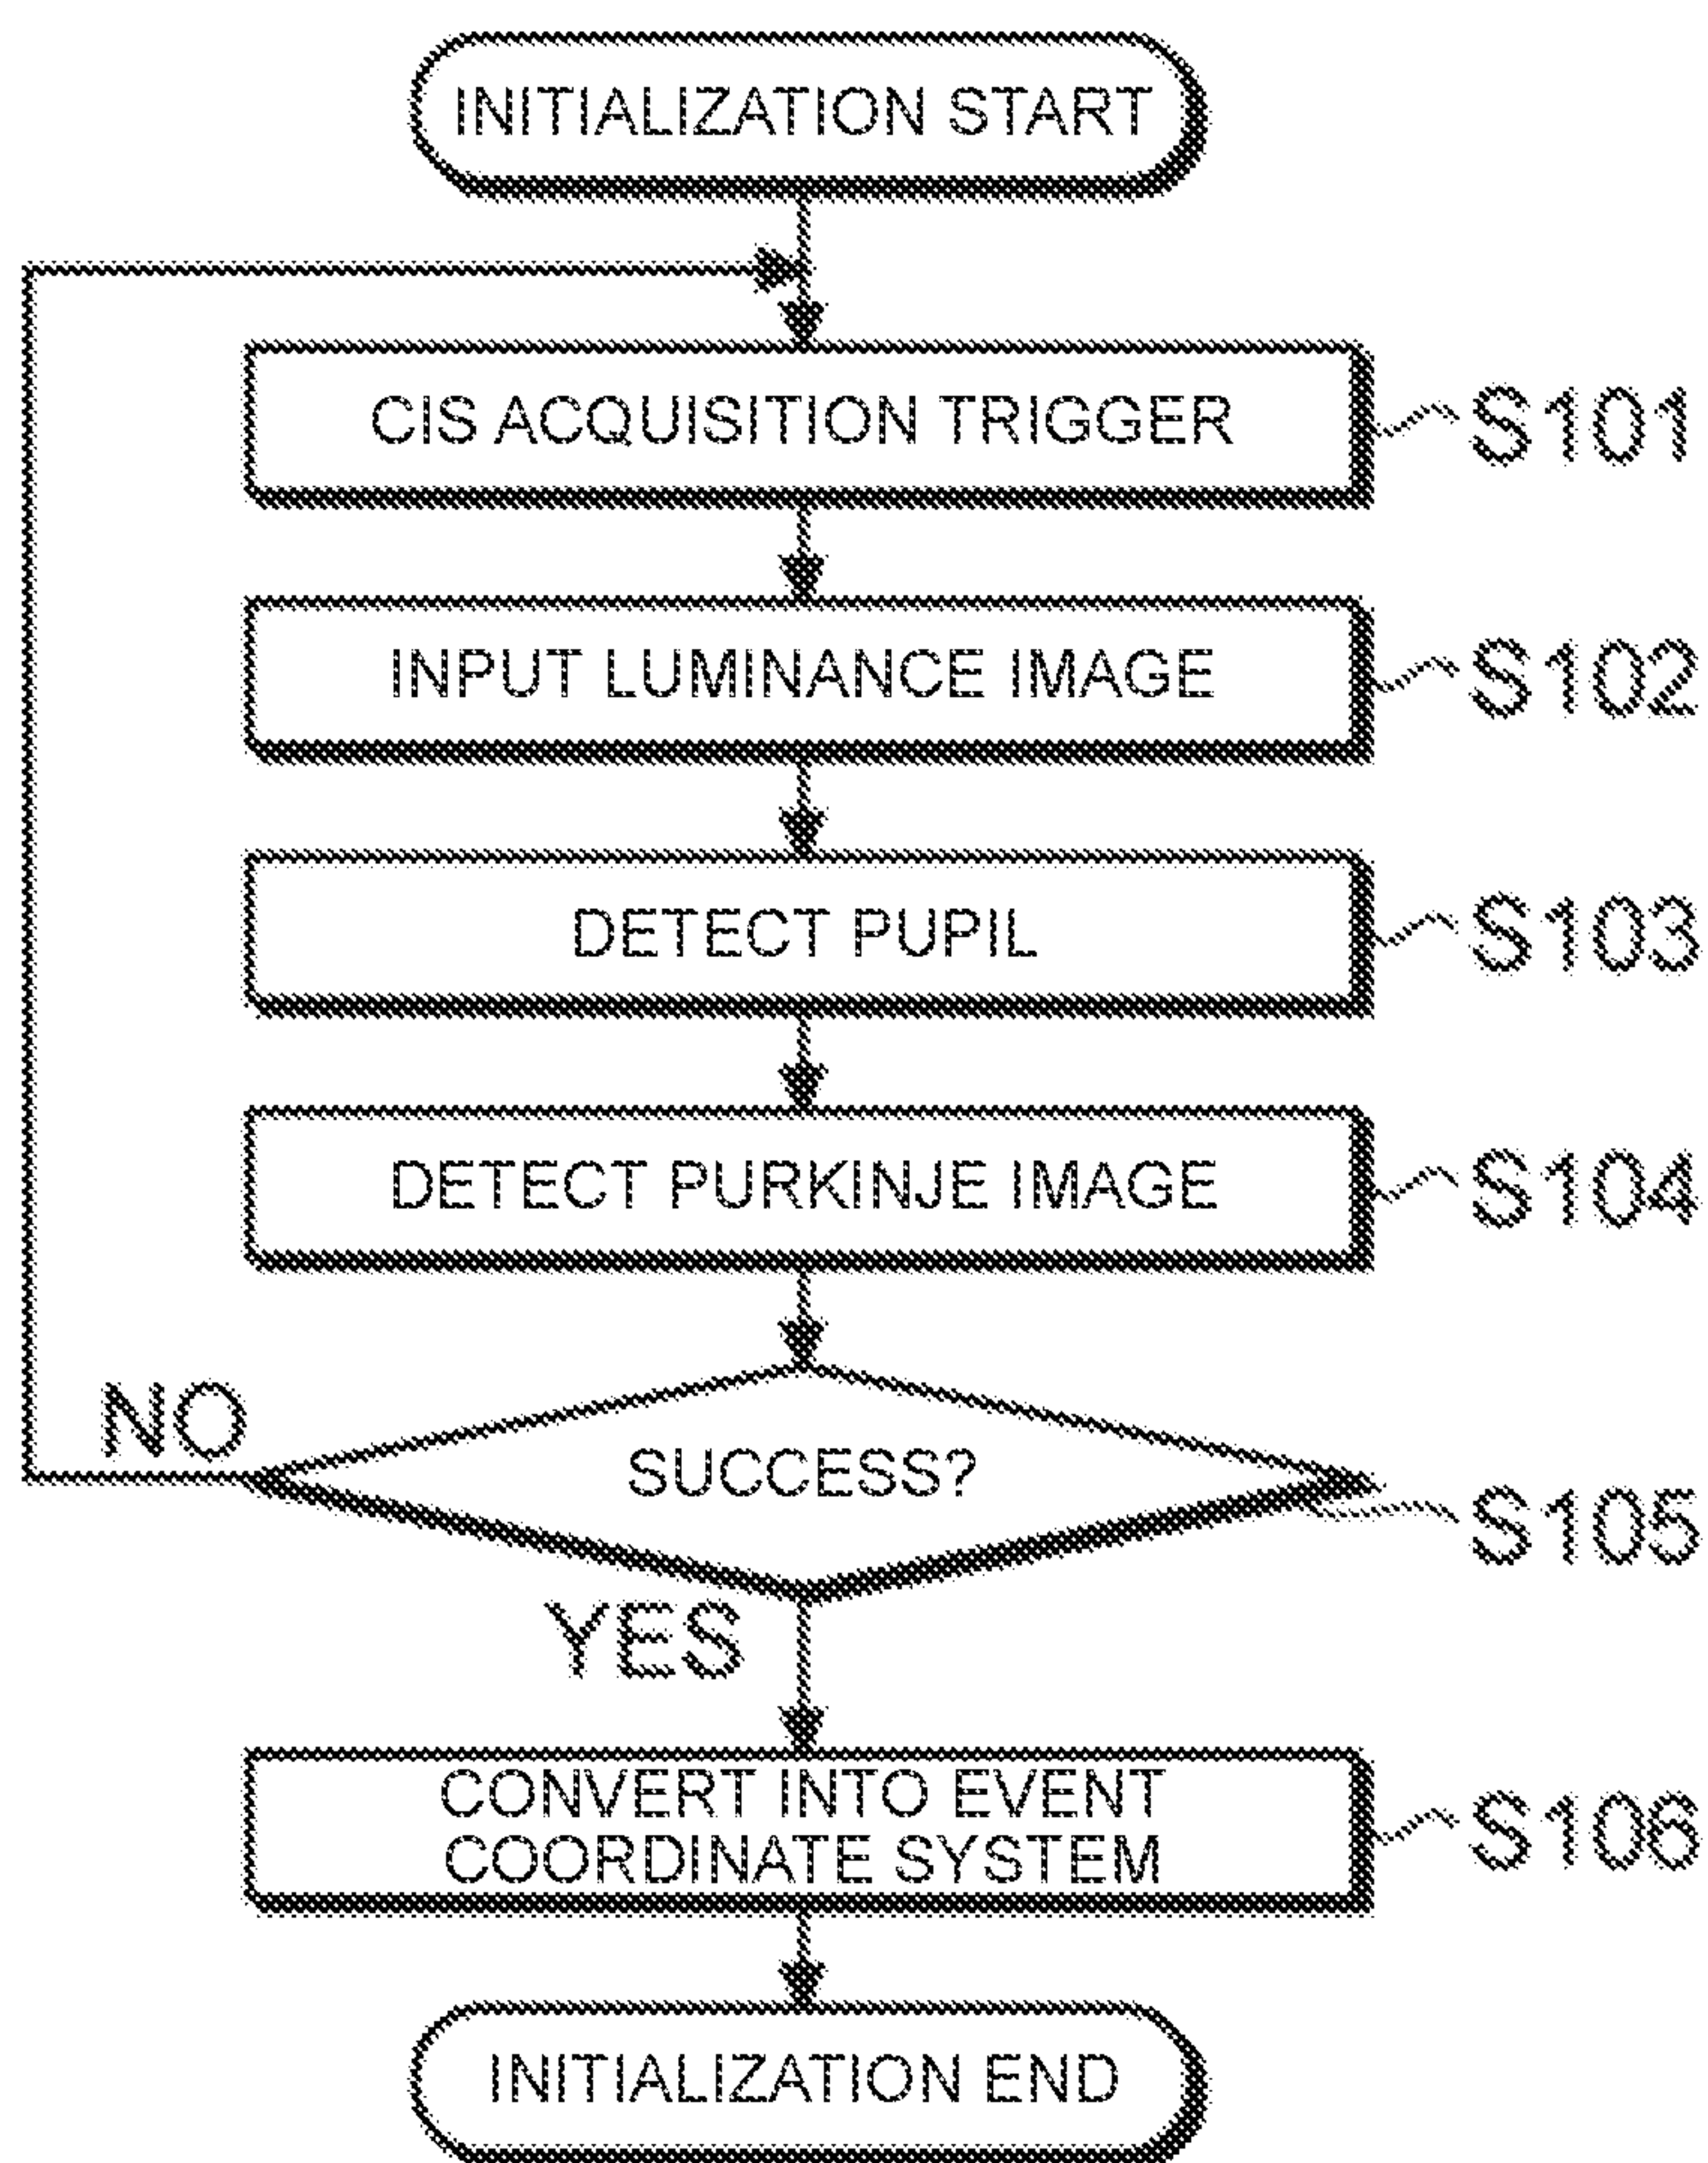 INITIALIZATION START
CIS ACQUISITION TRIGGER
S101
INPUT LUMINANCE IMAGE
S102
DETECT PUPIL
S103
DETECT PURKINJE IMAGE
S104
NO
SUCCESS?
S105
YES
CONVERT INTO EVENT
COORDINATE SYSTEM
S106
INITIALIZATION END